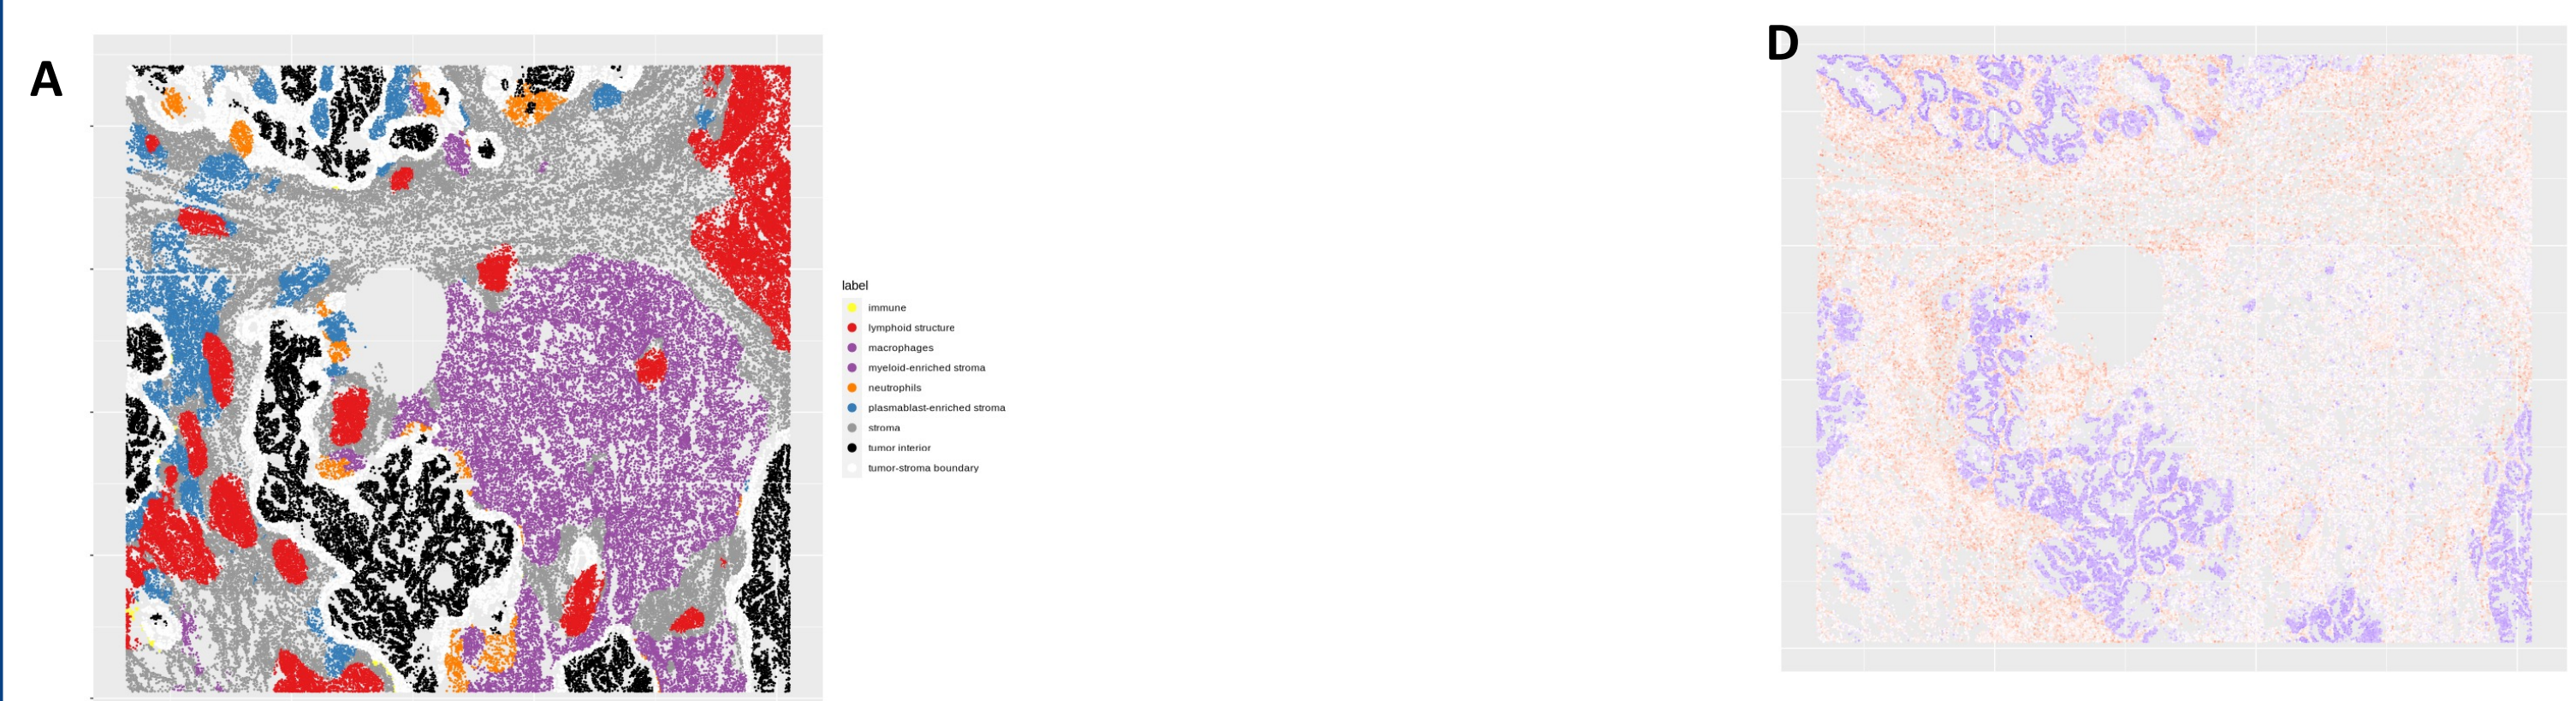 A
D
label
immune
lymphoid structure
macrophages
myeloid-enriched stroma
neutrophils
plasmablast-enriched stroma
stroma
tumor interior
tumor-stroma boundary